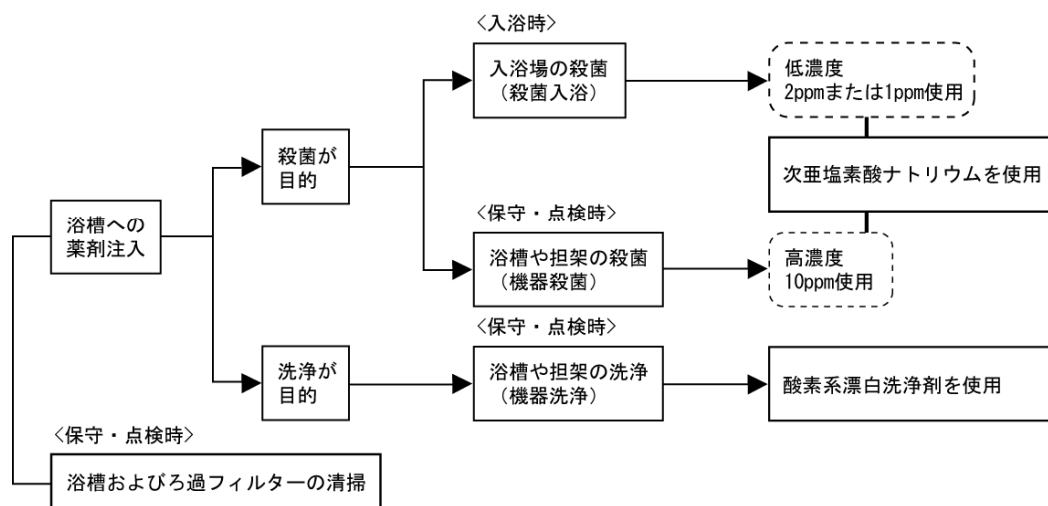 〈入浴時〉
入浴場の殺菌
（殺菌入浴）
低濃度
2ppmまたは1ppm使用
殺菌が
目的
次亜塩素酸ナトリウムを使用
浴槽への
薬剤注入
〈保守・点検時〉
浴槽や担架の殺菌
（機器殺菌）
高濃度
10ppm使用
〈保守・点検時〉
洗浄が
目的
浴槽や担架の洗浄
（機器洗浄）
酸素系漂白洗浄剤を使用
〈保守・点検時〉
浴槽およびろ過フィルターの清掃